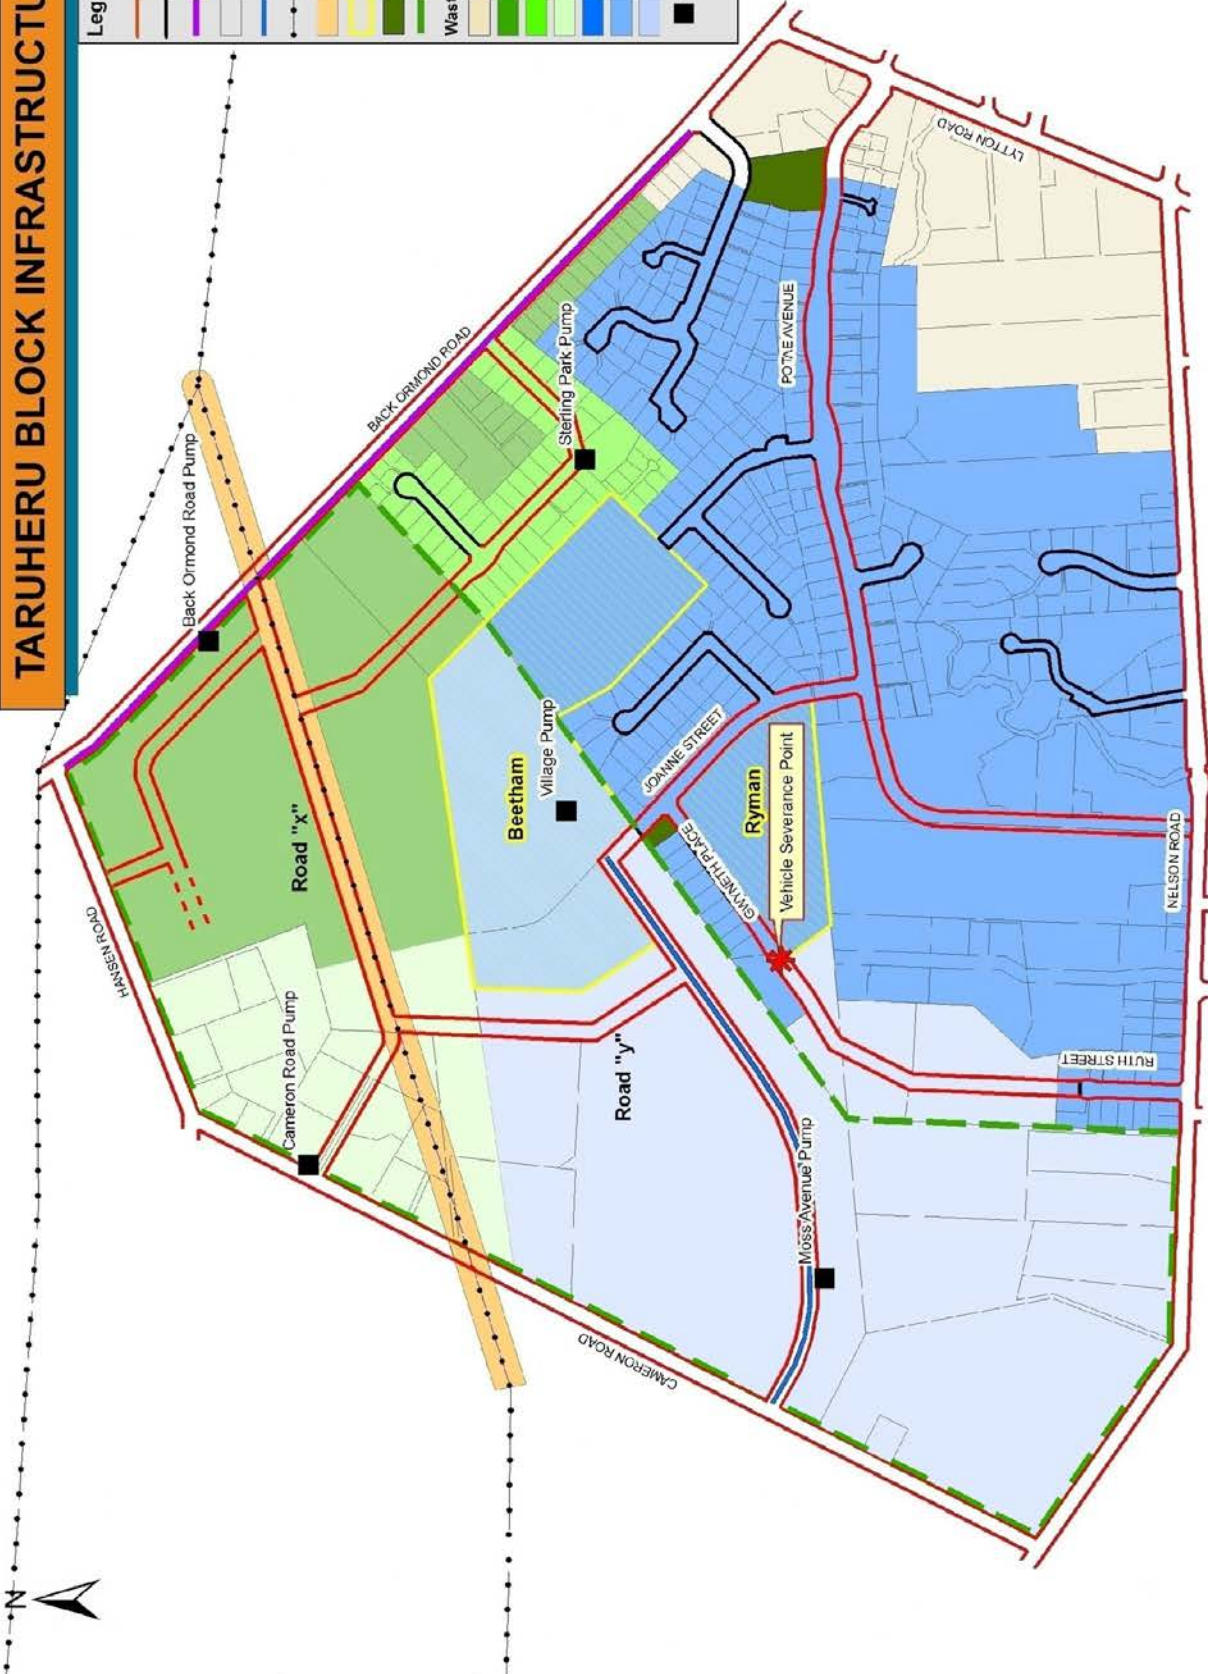 TARUHERU BLOCK INFRASTRUCTU
Leg
Was
N
BACK ORMOND ROAD
Back Ormond Road Pump
Sterling Park Pump
LYTTON ROAD
POTAE AVENUE
HANSEN ROAD
Road "x"
Beetham
Village Pump
JOANNE STREET
Ryman
Vehicle Severance Point
GWYNETH PLACE
Cameron Road Pump
Road "y"
Moss Avenue Pump
CAMERON ROAD
RUTH STREET
NELSON ROAD